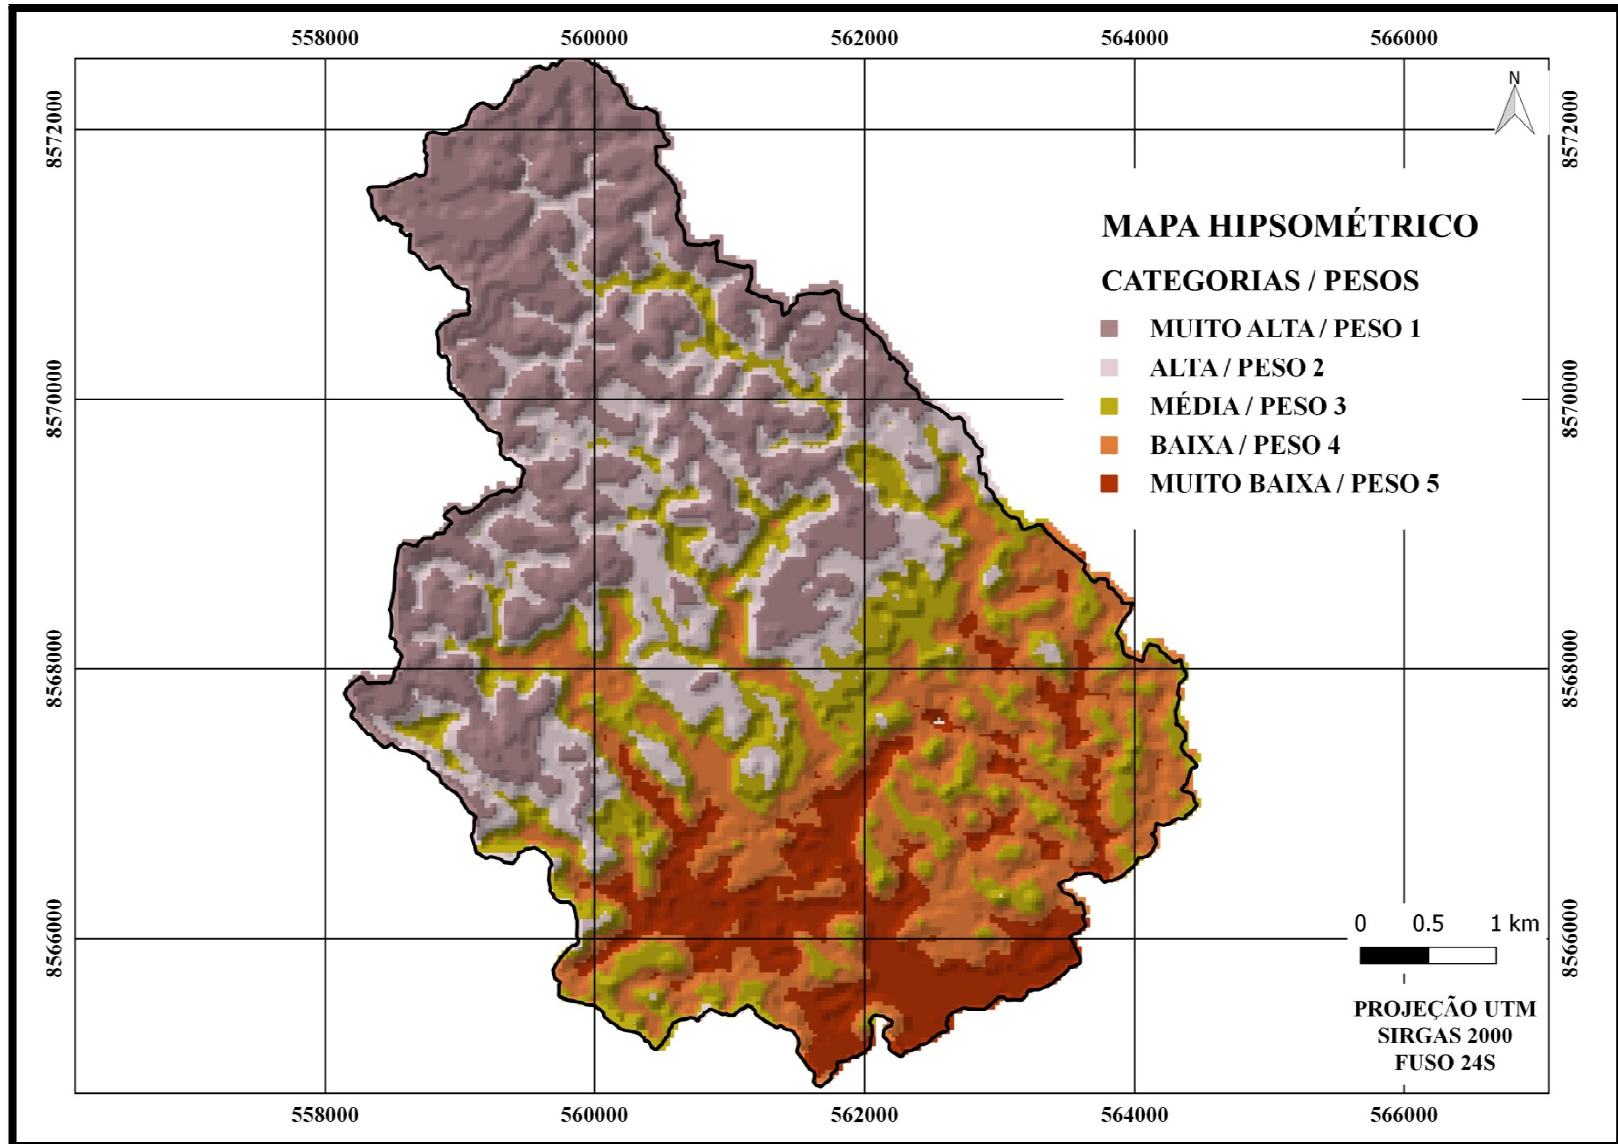 558000 560000 562000 564000 566000
N
8572000 8572000
MAPA HIPSOMÉTRICO
CATEGORIAS / PESOS
MUITO ALTA / PESO 1
ALTA / PESO 2
MÉDIA / PESO 3
BAIXA / PESO 4
MUITO BAIXA / PESO 5
8570000 8570000
8568000 8568000
8566000 8566000
0 0.5 1 km
PROJEÇÃO UTM
SIRGAS 2000
FUSO 24S
558000 560000 562000 564000 566000